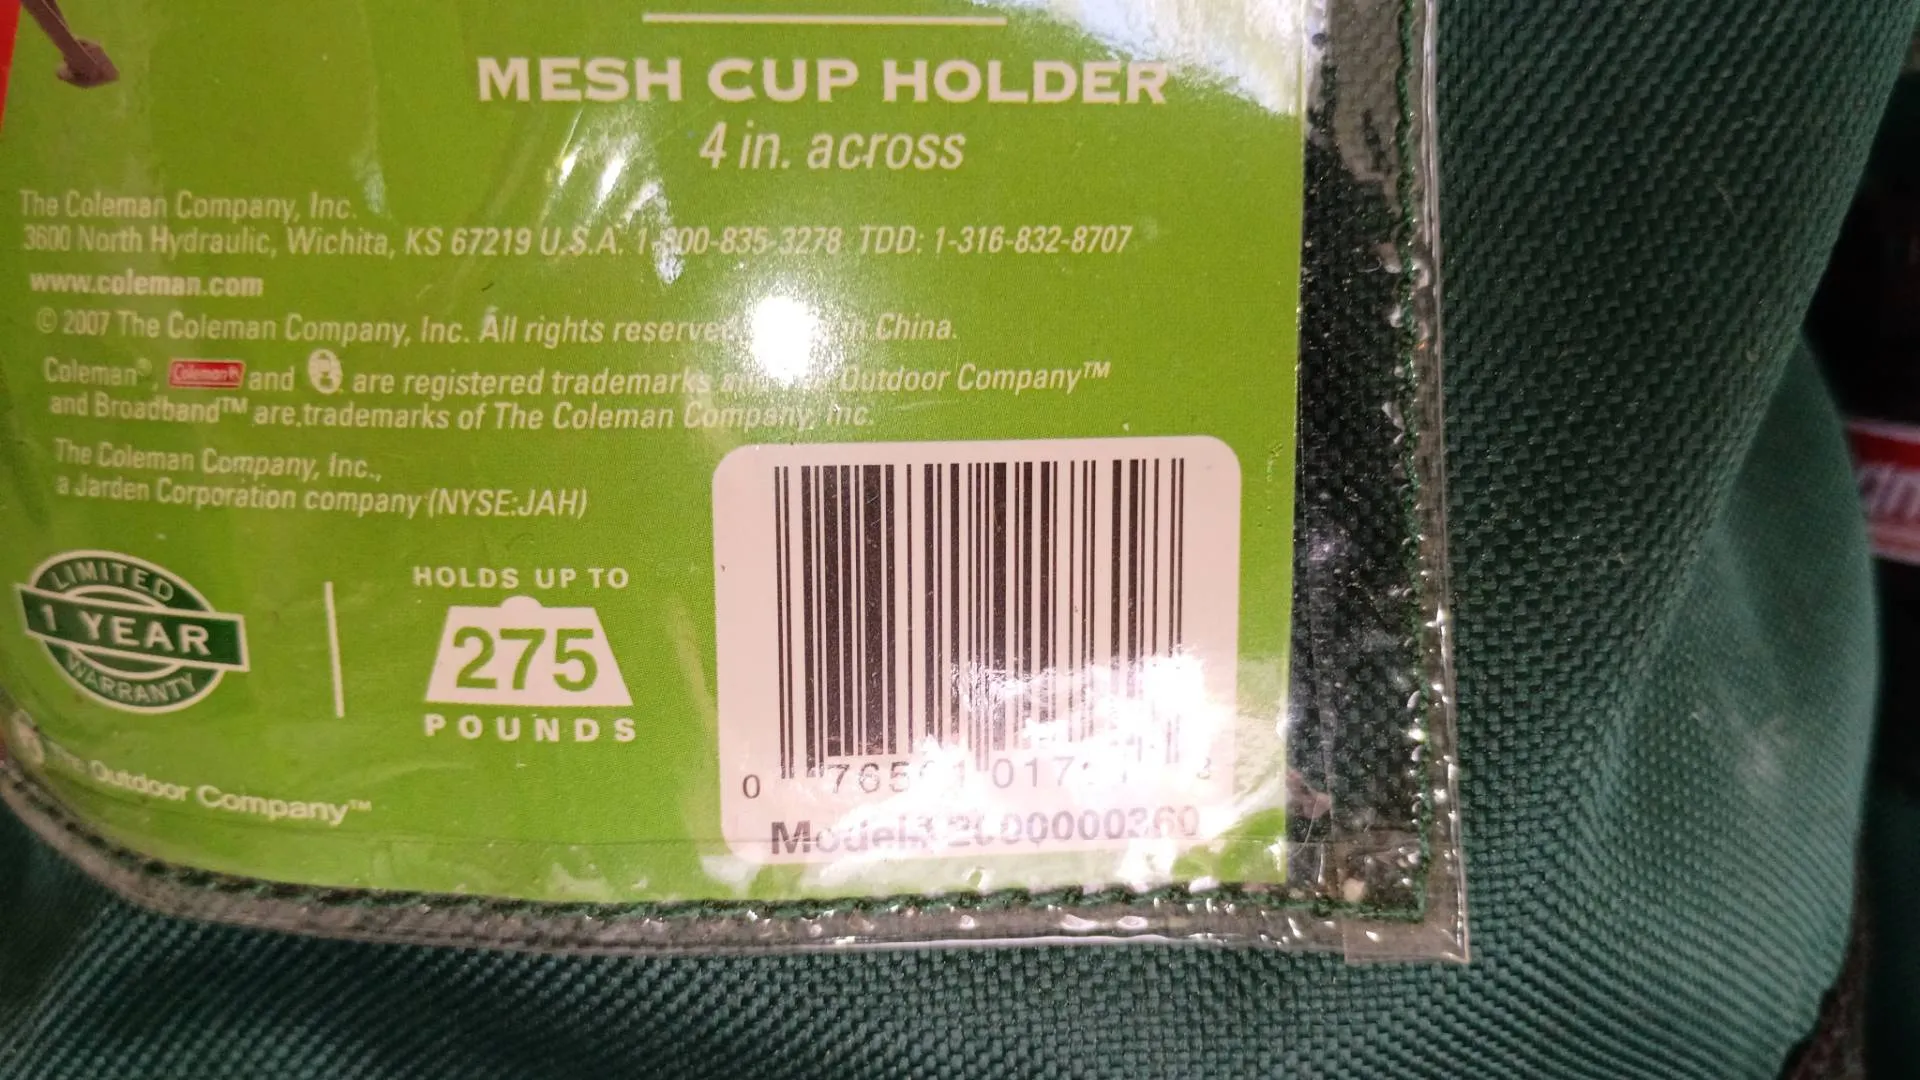 MESH CUP HOLDER
4 in. across
The Coleman Company, Inc.
3600 North Hydraulic, Wichita, KS 67219 U.S.A. 1-800-835-3278 TDD: 1-316-832-8707
www.coleman.com
© 2007 The Coleman Company, Inc. All rights China.
Coleman®, Coleman® and are registered trademarks Outdoor Company™
and Broadband™ are trademarks of The Coleman Company, Inc.
The Coleman Company, Inc.,
a Jarden Corporation company (NYSE:JAH)
LIMITED
1 YEAR
WARRANTY
HOLDS UP TO
275
POUNDS
Outdoor Company™
0